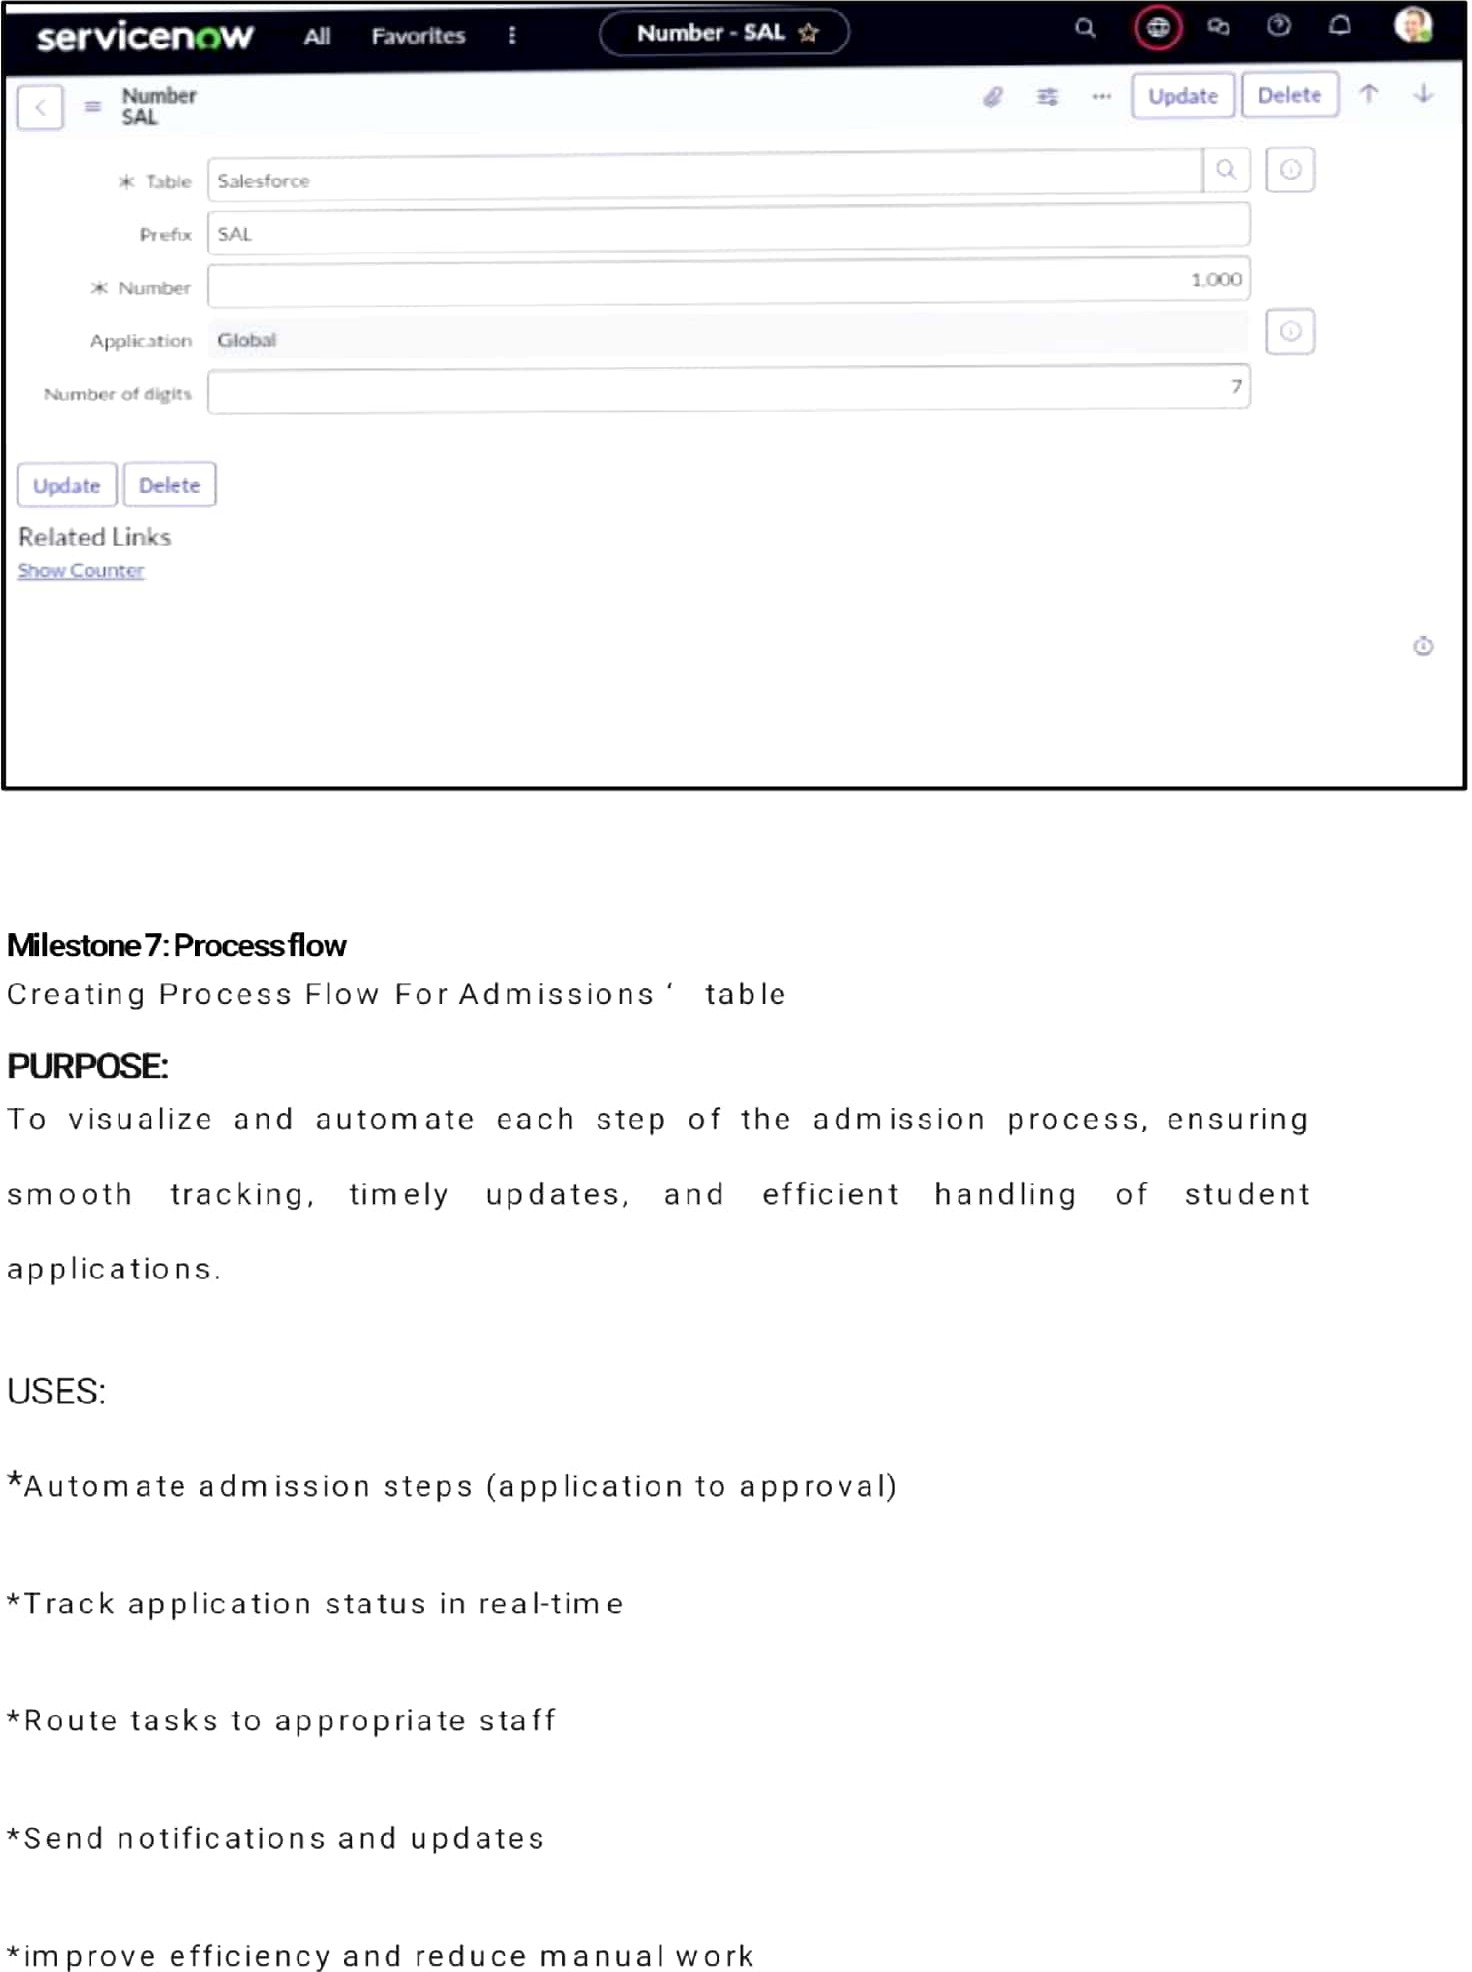 servicenow All Favorites Number - SAL
Number
SAL
Update Delete
* Table Salesforce
Prefix SAL
* Number 1,000
Application Global
Number of digits 7
Update Delete
Related Links
Show Counter
Milestone 7: Process flow
Creating Process Flow For Admissions ‘ table
PURPOSE:
To visualize and automate each step of the admission process, ensuring
smooth tracking, timely updates, and efficient handling of student
applications.
USES:
*Automate admission steps (application to approval)
*Track application status in real-time
*Route tasks to appropriate staff
*Send notifications and updates
*improve efficiency and reduce manual work